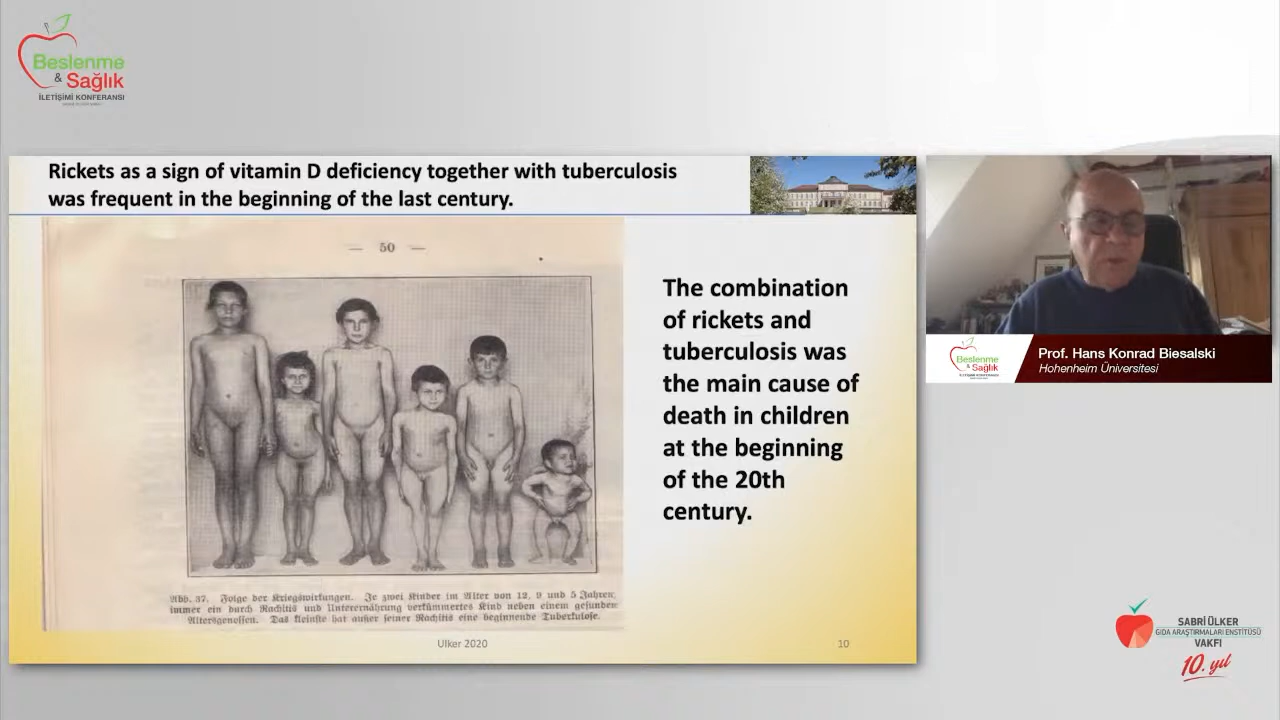 Beslenme
& Sağlık
İLETİŞİMİ KONFERANSI
Rickets as a sign of vitamin D deficiency together with tuberculosis
was frequent in the beginning of the last century.
— 50 —
The combination
of rickets and
tuberculosis was
the main cause of
death in children
at the beginning
of the 20th
century.
Abb. 37. Folge der Kriegswirkungen. Je zwei Kinder im Alter von 12, 9 und 5 Jahren,
immer ein durch Rachitis und Unterernährung verkümmertes Kind neben einem gesunden
Altersgenossen. Das kleinste hat außer seiner Rachitis eine beginnende Tuberkulose.
Ulker 2020
10
Beslenme
& Sağlık
İLETİŞİMİ KONFERANSI
Prof. Hans Konrad Biesalski
Hohenheim Üniversitesi
SABRİ ÜLKER
GIDA ARAŞTIRMALARI ENSTİTÜSÜ
VAKFI
10. yıl